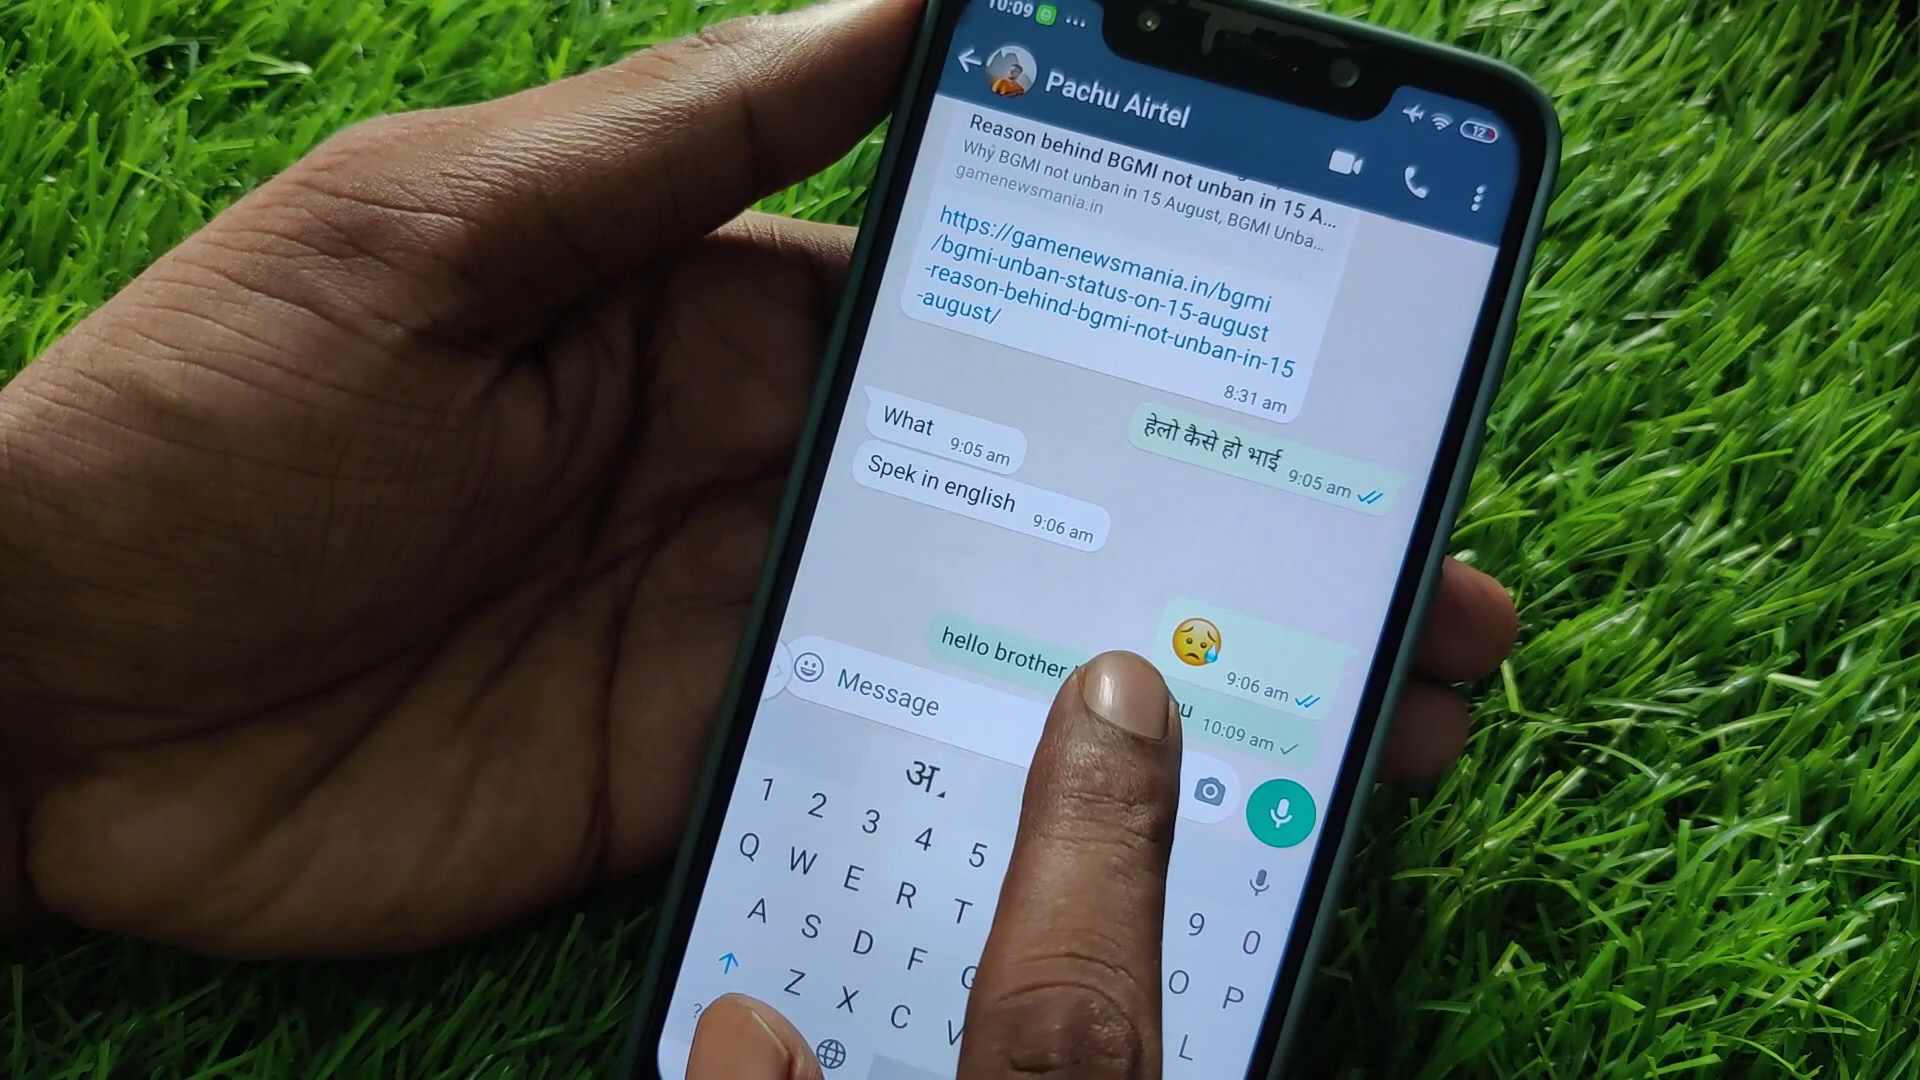 10:09
12
Pachu Airtel
Reason behind BGMI not unban in 15 A...
Why BGMI not unban in 15 August, BGMI Unba...
gamenewsmania.in
https://gamenewsmania.in/bgmi
/bgmi-unban-status-on-15-august
-reason-behind-bgmi-not-unban-in-15
-august/
8:31 am
हेलो कैसे हो भाई 9:05 am
What 9:05 am
Spek in english 9:06 am
9:06 am
hello brother 10:09 am
Message
अ
1 2 3 4 5 9 0
Q W E R T O P
A S D F L
Z X C V